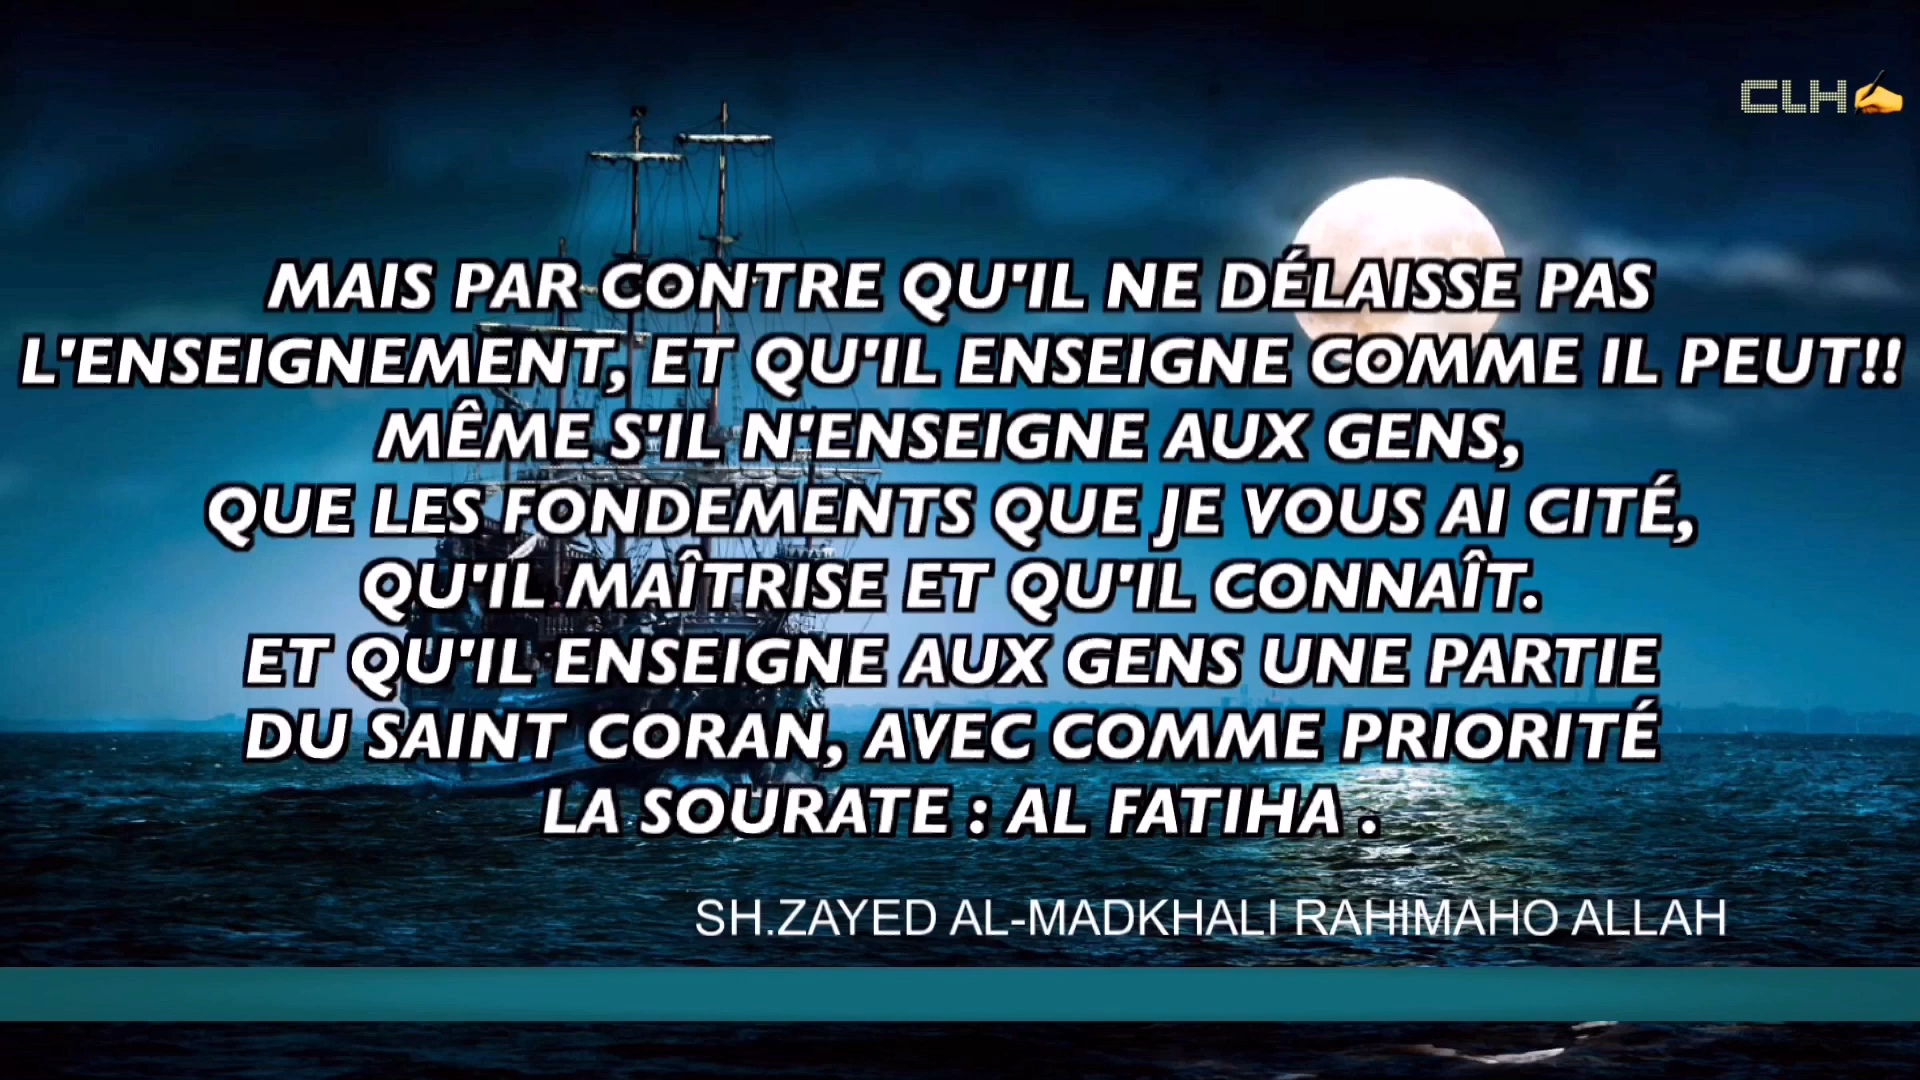 CLH
MAIS PAR CONTRE QU'IL NE DÉLAISSE PAS
L'ENSEIGNEMENT, ET QU'IL ENSEIGNE COMME IL PEUT!!
MÊME S'IL N'ENSEIGNE AUX GENS,
QUE LES FONDEMENTS QUE JE VOUS AI CITÉ,
QU'IL MAÎTRISE ET QU'IL CONNAÎT.
ET QU'IL ENSEIGNE AUX GENS UNE PARTIE
DU SAINT CORAN, AVEC COMME PRIORITÉ
LA SOURATE : AL FATIHA .
SH.ZAYED AL-MADKHALI RAHIMAHO ALLAH